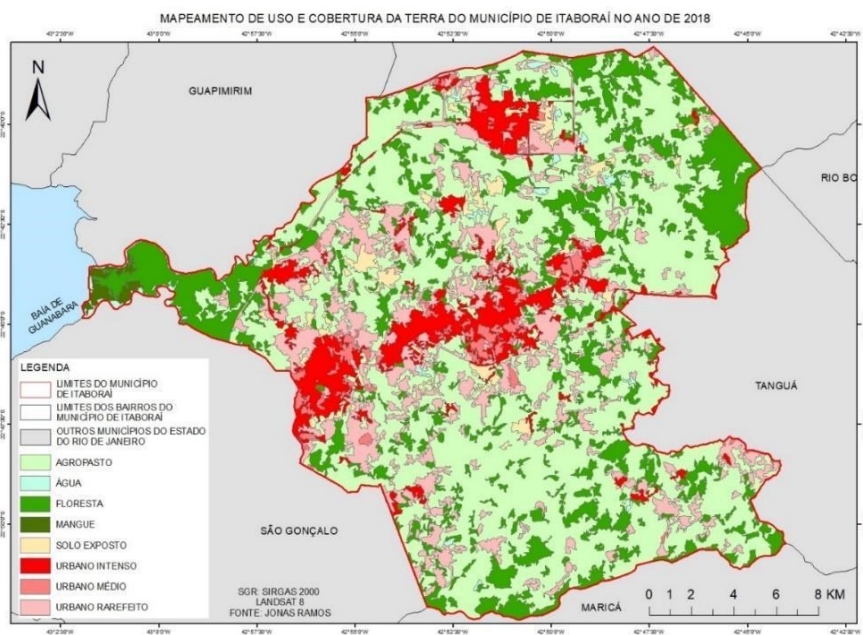 MAPEAMENTO DE USO E COBERTURA DA TERRA DO MUNICÍPIO DE ITABORAÍ NO ANO DE 2018
N
GUAPIMIRIM
RIO BO
BAÍA DE
GUANABARA
TANGUÁ
SÃO GONÇALO
MARICÁ
LEGENDA
LIMITES DO MUNICÍPIO
DE ITABORAÍ
LIMITES DOS BAIRROS DO
MUNICÍPIO DE ITABORAÍ
OUTROS MUNICÍPIOS DO ESTADO
DO RIO DE JANEIRO
AGROPASTO
ÁGUA
FLORESTA
MANGUE
SOLO EXPOSTO
URBANO INTENSO
URBANO MÉDIO
URBANO RAREFEITO
SGR: SIRGAS 2000
LANDSAT 8
FONTE: JONAS RAMOS
0 1 2 4 6 8 KM